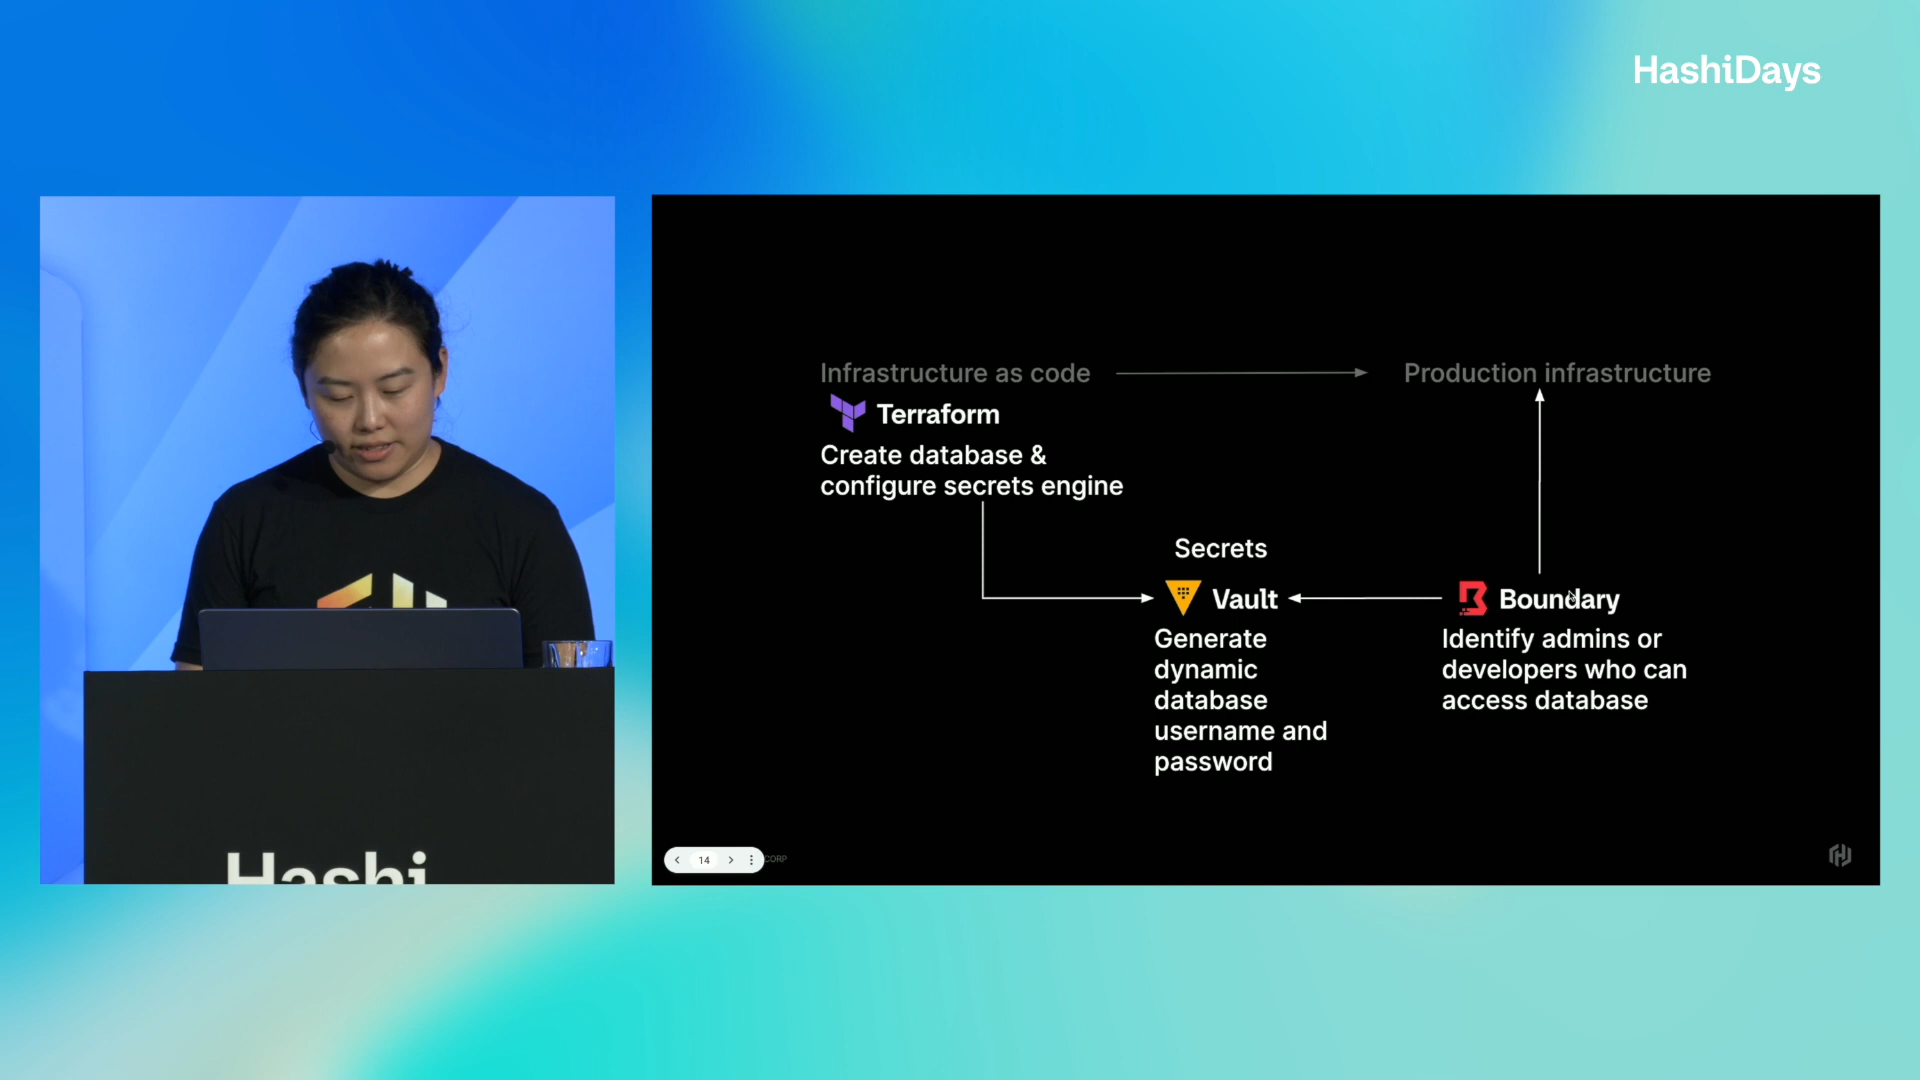 HashiDays
Infrastructure as code
Production infrastructure
Terraform
Create database &
configure secrets engine
Secrets
Vault
Boundary
Generate
dynamic
database
username and
password
Identify admins or
developers who can
access database
14
CORP
Hashi